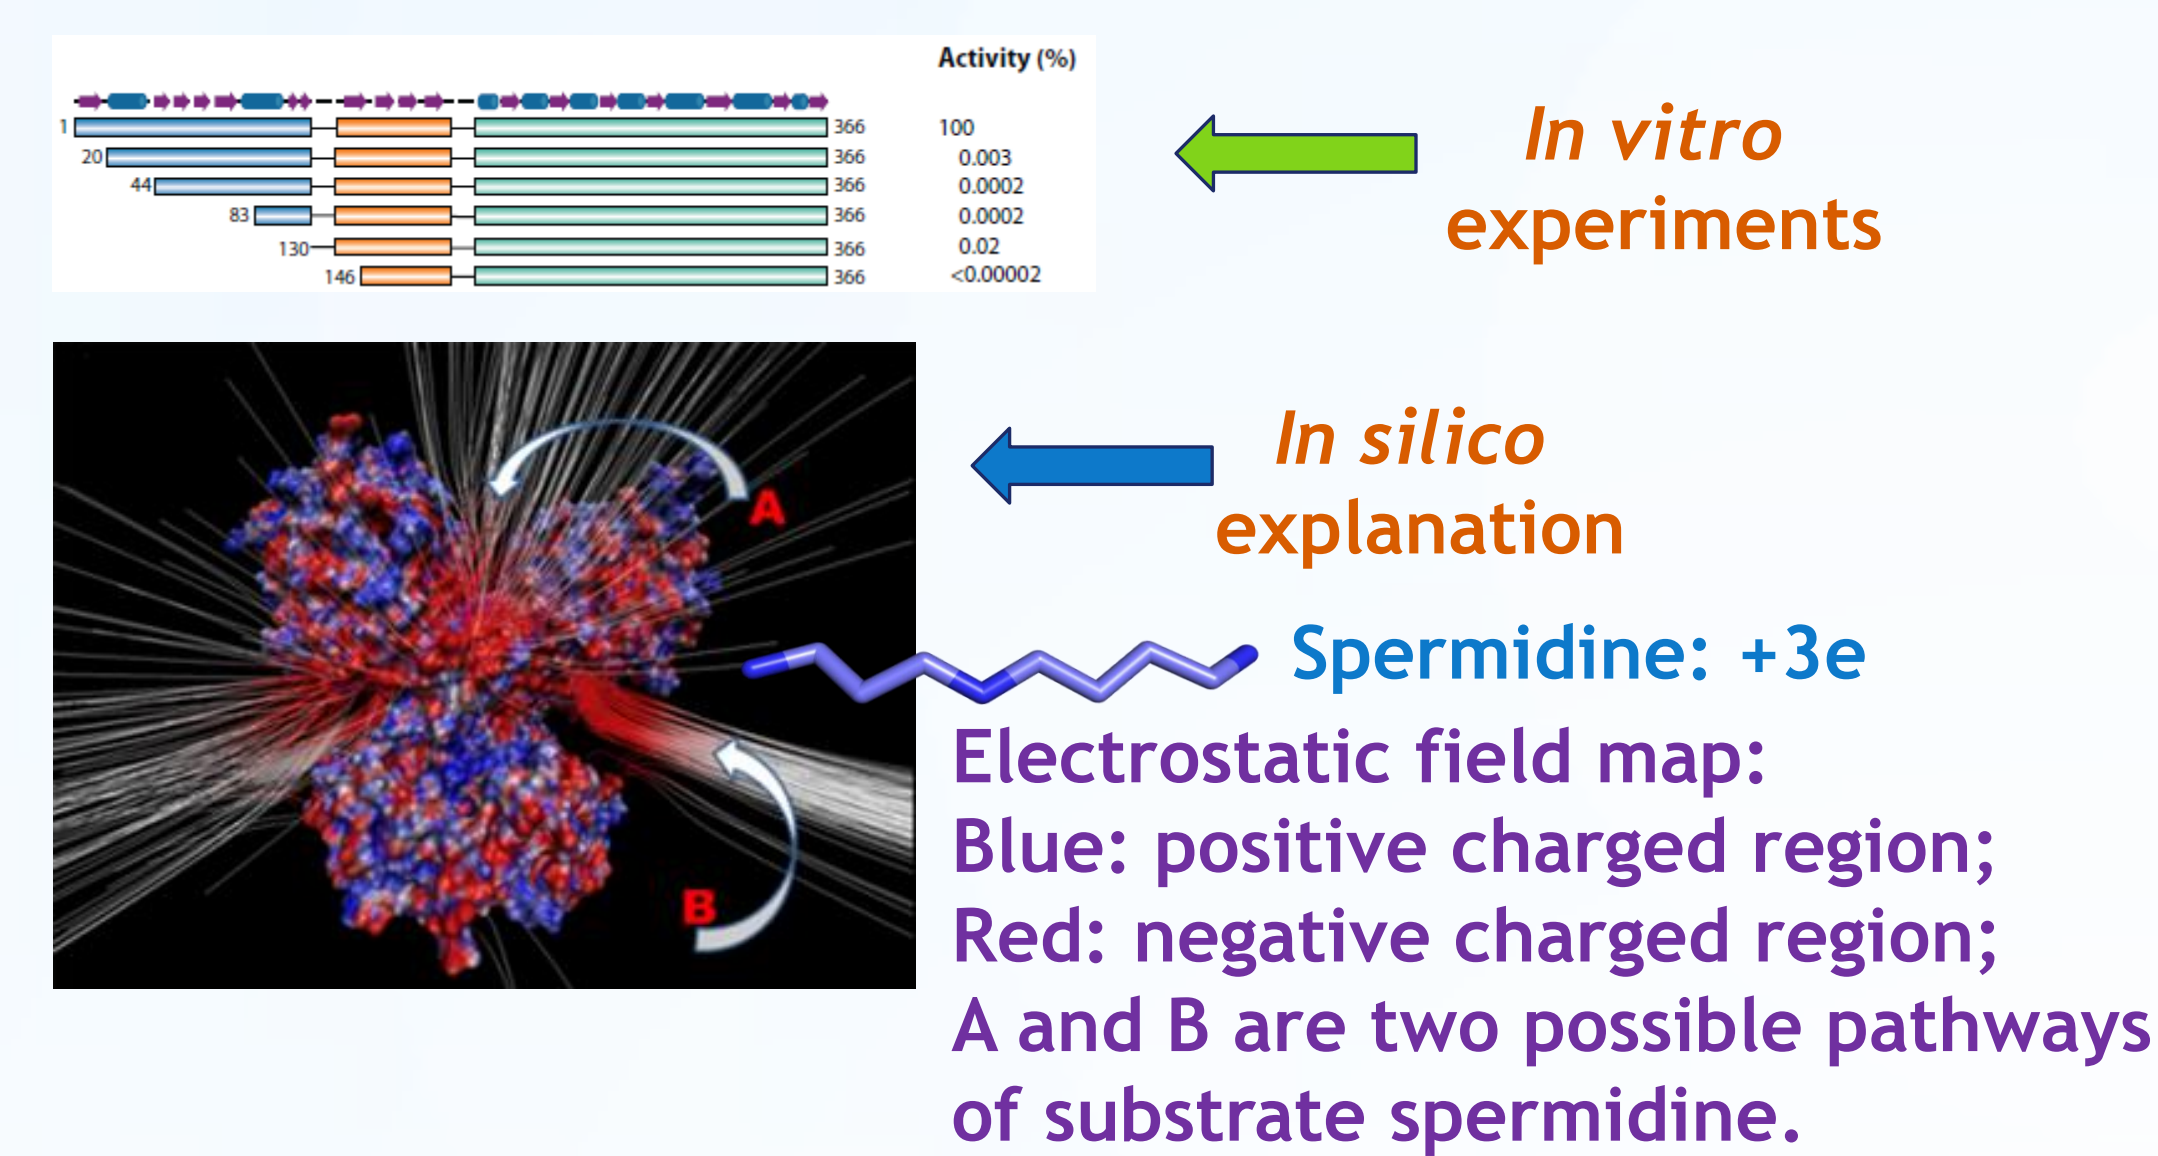 Activity (%)
1 366 100
20 366 0.003
44 366 0.0002
83 366 0.0002
130 366 0.02
146 366 <0.00002
In vitro
experiments
In silico
explanation
A
B
Spermidine: +3e
Electrostatic field map:
Blue: positive charged region;
Red: negative charged region;
A and B are two possible pathways
of substrate spermidine.